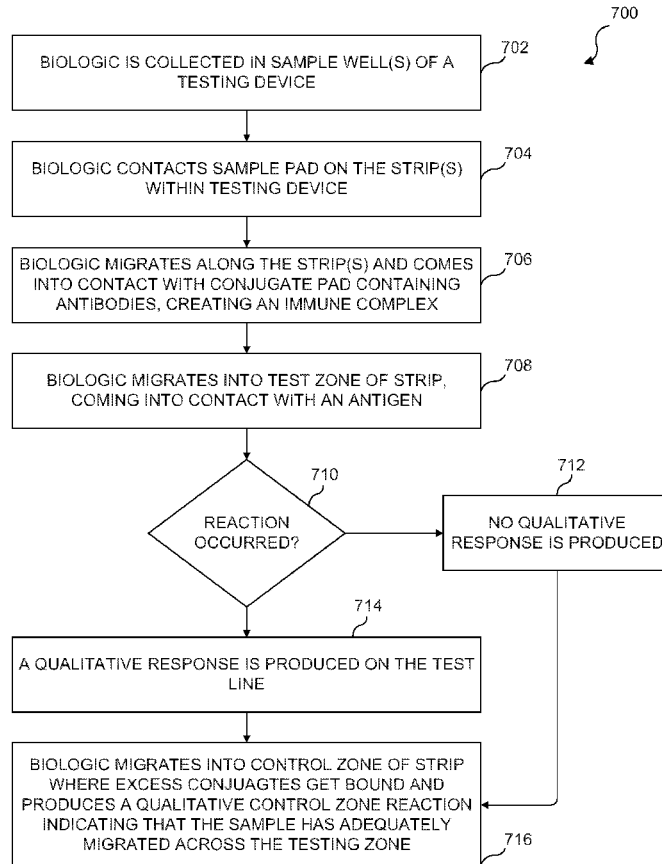 700
BIOLOGIC IS COLLECTED IN SAMPLE WELL(S) OF A
TESTING DEVICE
702
BIOLOGIC CONTACTS SAMPLE PAD ON THE STRIP(S)
WITHIN TESTING DEVICE
704
BIOLOGIC MIGRATES ALONG THE STRIP(S) AND COMES
INTO CONTACT WITH CONJUGATE PAD CONTAINING
ANTIBODIES, CREATING AN IMMUNE COMPLEX
706
BIOLOGIC MIGRATES INTO TEST ZONE OF STRIP,
COMING INTO CONTACT WITH AN ANTIGEN
708
710
REACTION
OCCURRED?
712
NO QUALITATIVE
RESPONSE IS PRODUCED
714
A QUALITATIVE RESPONSE IS PRODUCED ON THE TEST
LINE
BIOLOGIC MIGRATES INTO CONTROL ZONE OF STRIP
WHERE EXCESS CONJUAGTES GET BOUND AND
PRODUCES A QUALITATIVE CONTROL ZONE REACTION
INDICATING THAT THE SAMPLE HAS ADEQUATELY
MIGRATED ACROSS THE TESTING ZONE
716